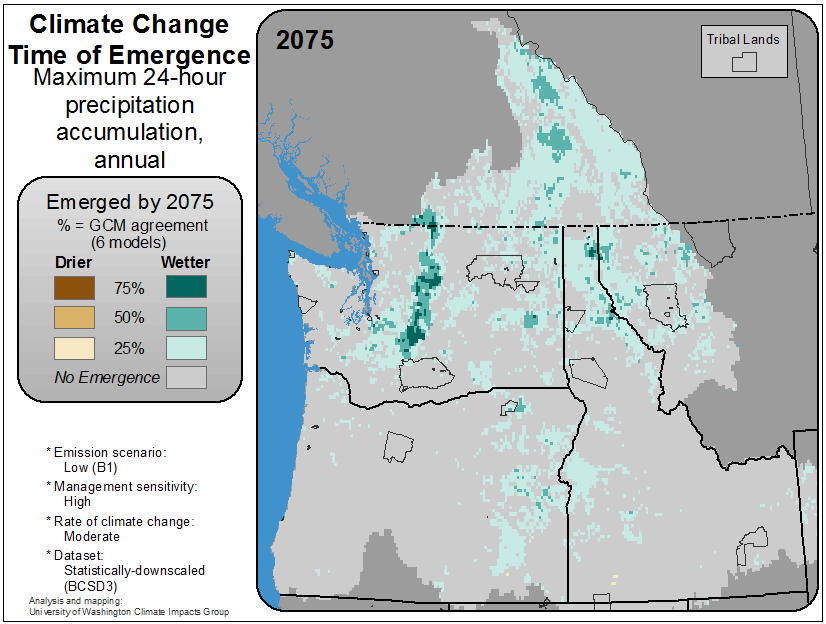 Climate Change
Time of Emergence
Maximum 24-hour
precipitation
accumulation,
annual
Emerged by 2075
% = GCM agreement
(6 models)
Drier Wetter
75%
50%
25%
No Emergence
* Emission scenario:
Low (B1)
* Management sensitivity:
High
* Rate of climate change:
Moderate
* Dataset:
Statistically-downscaled
(BCSD3)
Analysis and mapping:
University of Washington Climate Impacts Group
2075
Tribal Lands